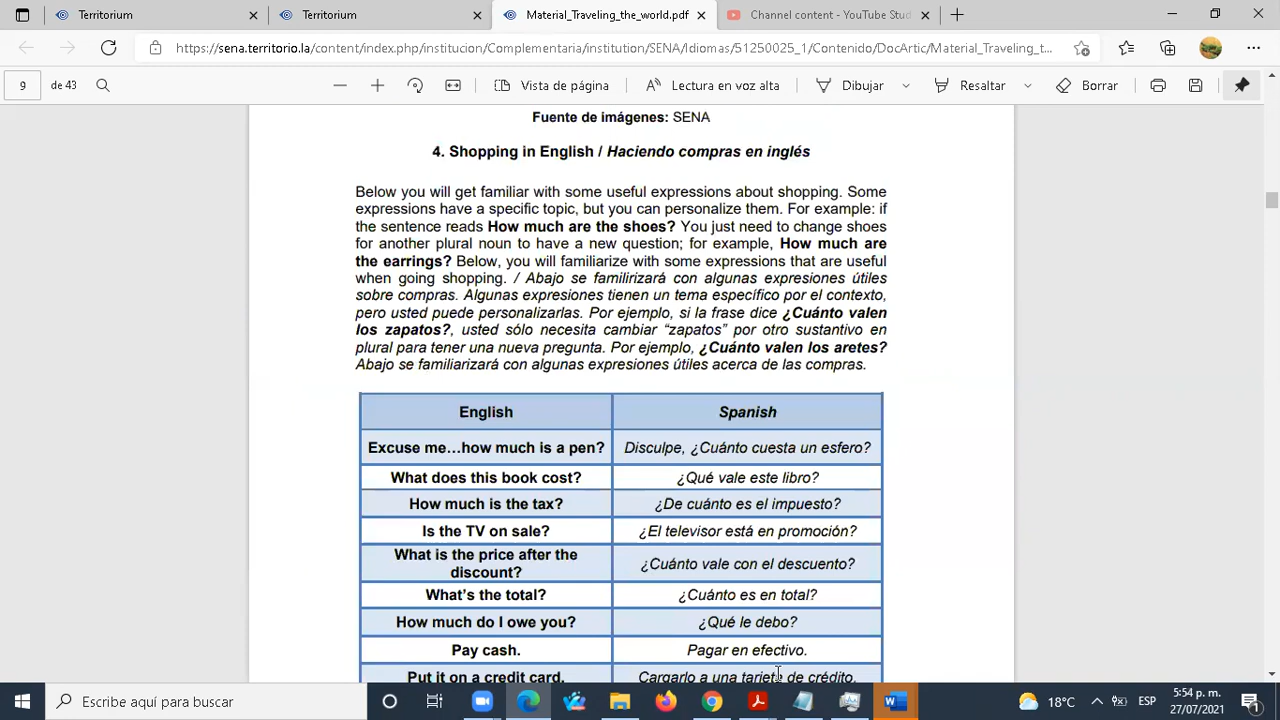 Territorium
Territorium
Material_Traveling_the_world.pdf
Channel content - YouTube Stud
https://sena.territorio.la/content/index.php/institucion/Complementaria/institution/SENA/Idiomas/51250025_1/Contenido/DocArtic/Material_Traveling_t...
9 de 43
Vista de página
Lectura en voz alta
Dibujar
Resaltar
Borrar
Fuente de imágenes: SENA
4. Shopping in English / Haciendo compras en inglés
Below you will get familiar with some useful expressions about shopping. Some
expressions have a specific topic, but you can personalize them. For example: if
the sentence reads How much are the shoes? You just need to change shoes
for another plural noun to have a new question; for example, How much are
the earrings? Below, you will familiarize with some expressions that are useful
when going shopping. / Abajo se familirizará con algunas expresiones útiles
sobre compras. Algunas expresiones tienen un tema específico por el contexto,
pero usted puede personalizarlas. Por ejemplo, si la frase dice ¿Cuánto valen
los zapatos?, usted sólo necesita cambiar “zapatos” por otro sustantivo en
plural para tener una nueva pregunta. Por ejemplo, ¿Cuánto valen los aretes?
Abajo se familiarizará con algunas expresiones útiles acerca de las compras.
English Spanish
Excuse me…how much is a pen? Disculpe, ¿Cuánto cuesta un esfero?
What does this book cost? ¿Qué vale este libro?
How much is the tax? ¿De cuánto es el impuesto?
Is the TV on sale? ¿El televisor está en promoción?
What is the price after the
discount? ¿Cuánto vale con el descuento?
What’s the total? ¿Cuánto es en total?
How much do I owe you? ¿Qué le debo?
Pay cash. Pagar en efectivo.
Put it on a credit card. Cargarlo a una tarjeta de crédito.
Escribe aquí para buscar
18°C
ESP
5:54 p. m.
27/07/2021
1